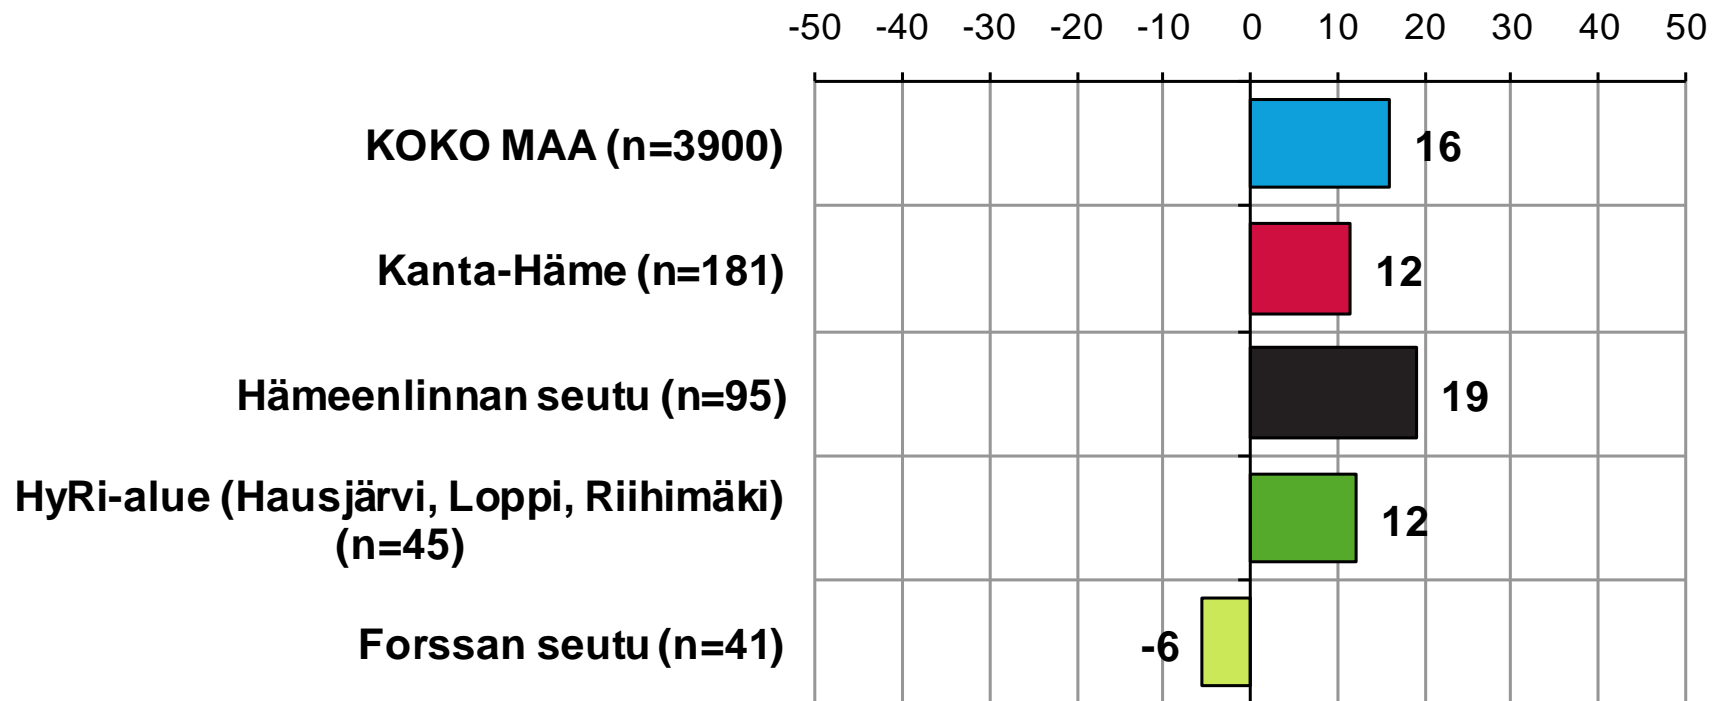 -50 -40 -30 -20 -10 0 10 20 30 40 50
KOKO MAA (n=3900) 16
Kanta-Häme (n=181) 12
Hämeenlinnan seutu (n=95) 19
HyRi-alue (Hausjärvi, Loppi, Riihimäki)
(n=45) 12
Forssan seutu (n=41) -6